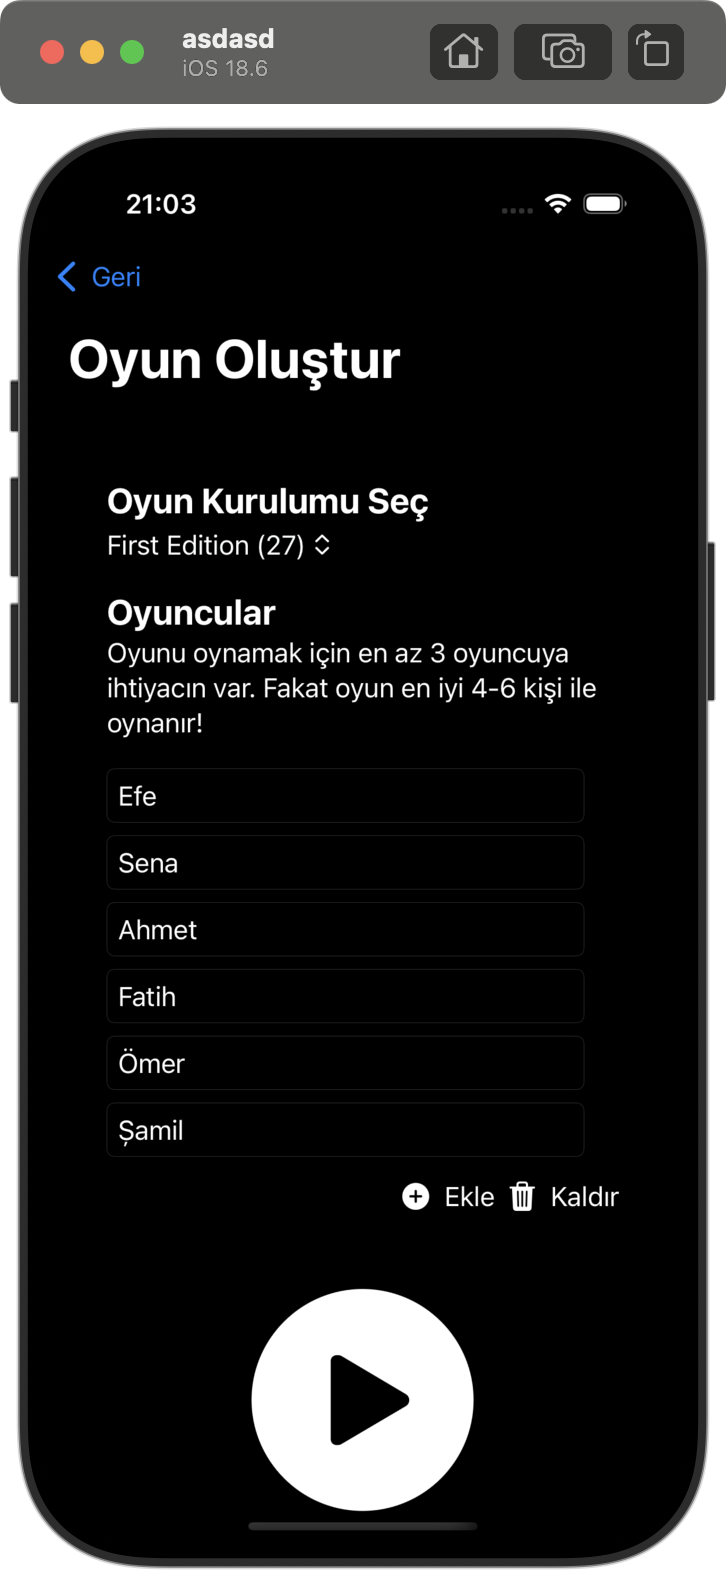 asdasd
iOS 18.6
21:03
Geri
Oyun Oluştur
Oyun Kurulumu Seç
First Edition (27)
Oyuncular
Oyunu oynamak için en az 3 oyuncuya
ihtiyacın var. Fakat oyun en iyi 4-6 kişi ile
oynanır!
Efe
Sena
Ahmet
Fatih
Ömer
Şamil
Ekle Kaldır